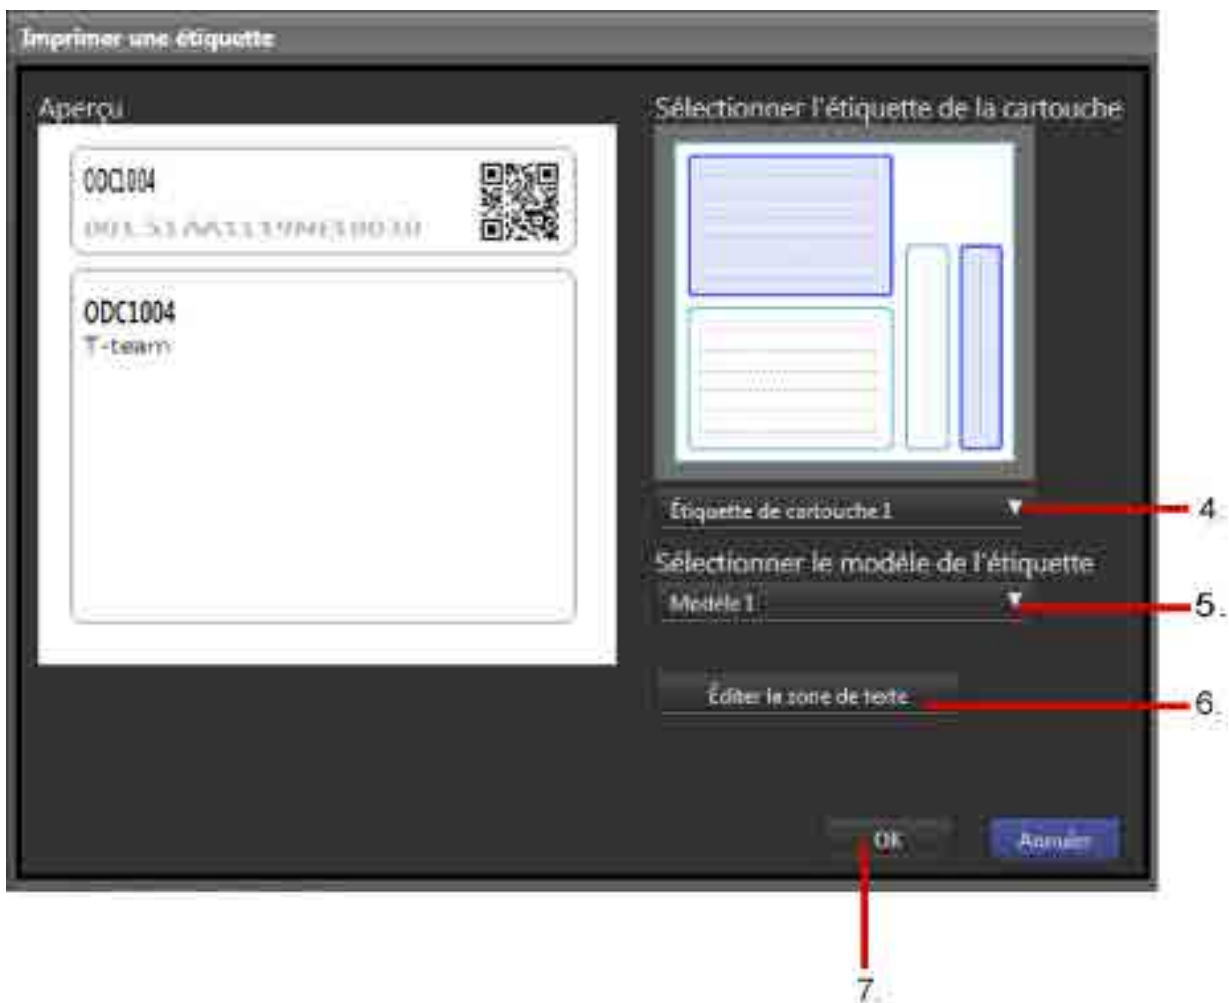 Imprimer une étiquette
Aperçu
ODC1004
ODC1004
T-team
Sélectionner l'étiquette de la cartouche
Étiquette de cartouche 1
4.
Sélectionner le modèle de l'étiquette
Modèle 1
5.
Éditer la zone de texte
6.
OK
Annuler
7.